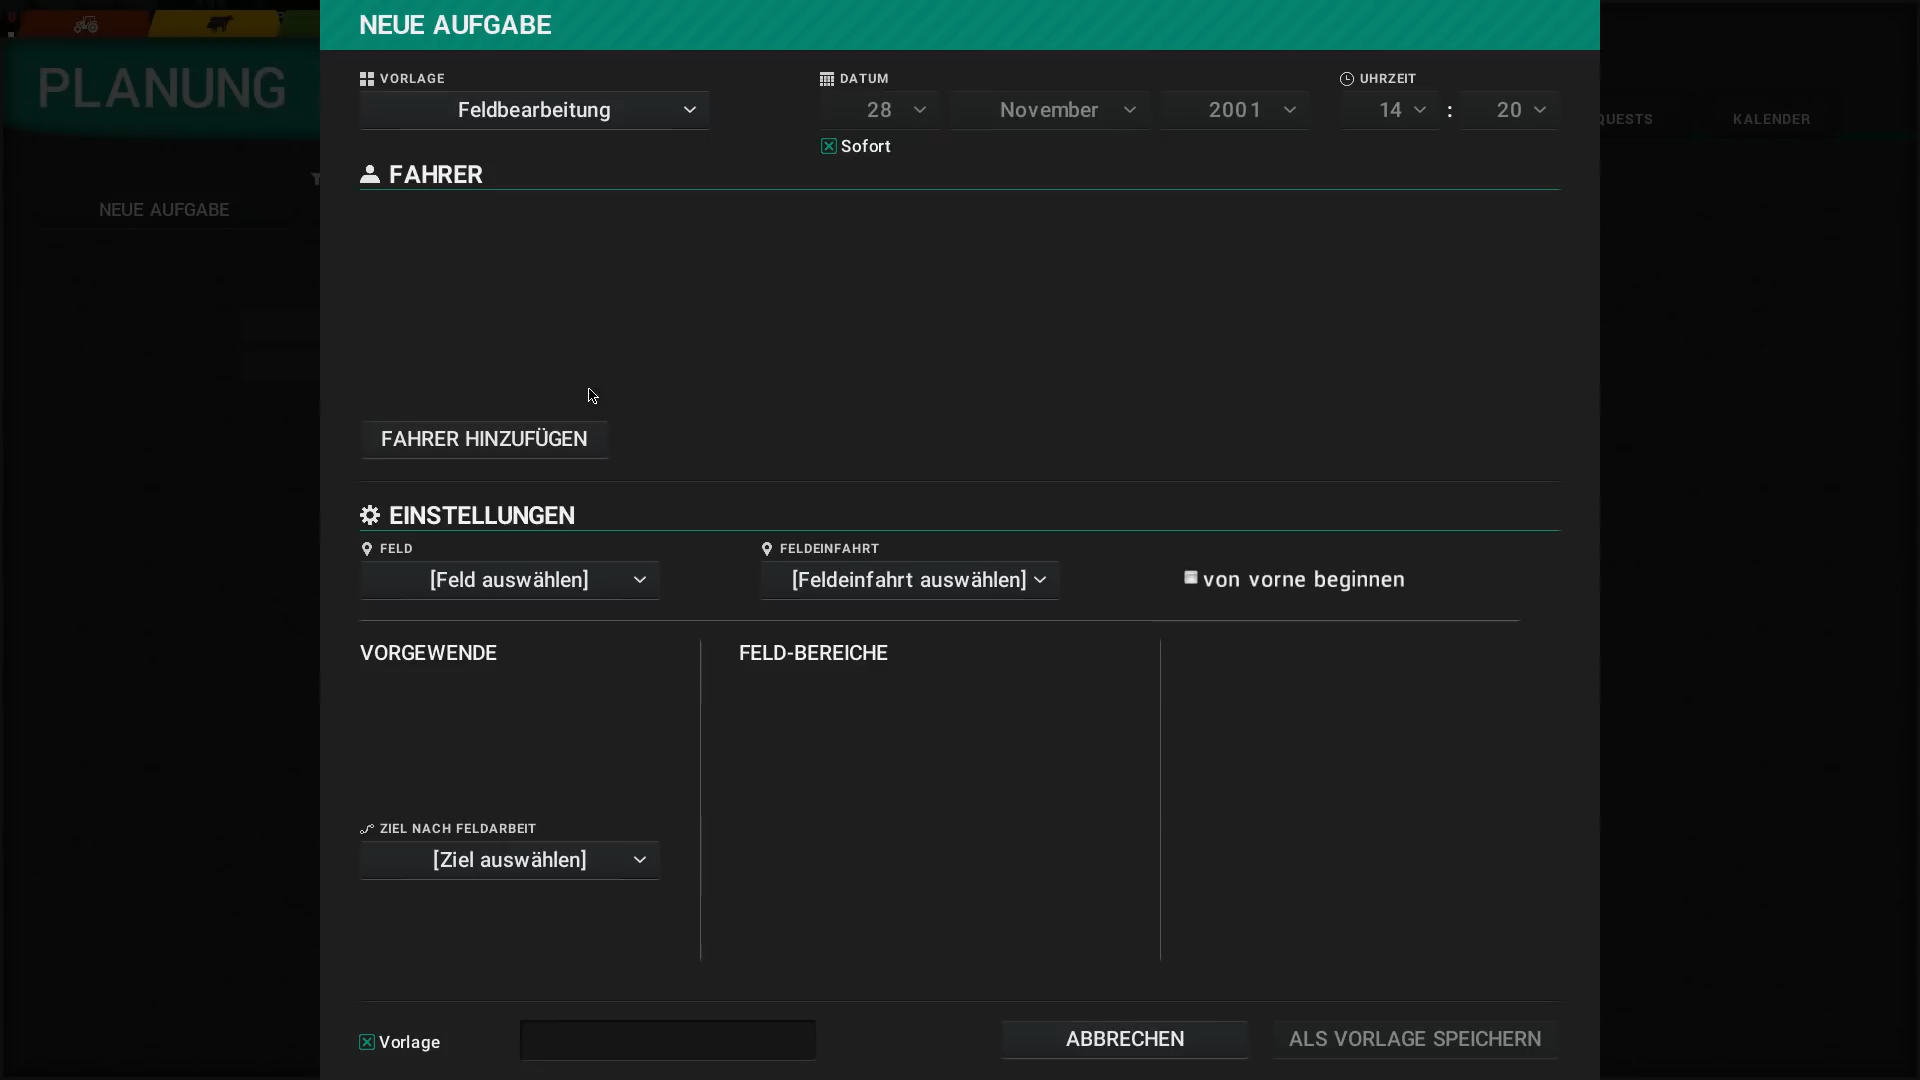 NEUE AUFGABE
PLANUNG
VORLAGE
DATUM
UHRZEIT
Feldbearbeitung
28
November
2001
14 : 20
QUESTS
KALENDER
Sofort
FAHRER
NEUE AUFGABE
FAHRER HINZUFÜGEN
EINSTELLUNGEN
FELD
FELDEINFAHRT
[Feld auswählen]
[Feldeinfahrt auswählen]
von vorne beginnen
VORGEWENDE
FELD-BEREICHE
ZIEL NACH FELDARBEIT
[Ziel auswählen]
Vorlage
ABBRECHEN
ALS VORLAGE SPEICHERN